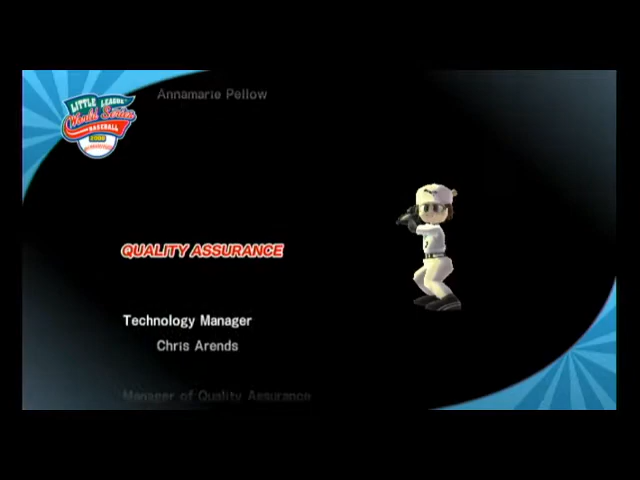 Annamarie Pellow
LITTLE LEAGUE
World Series
BASEBALL
QUALITY ASSURANCE
Technology Manager
Chris Arends
Manager of Quality Assurance